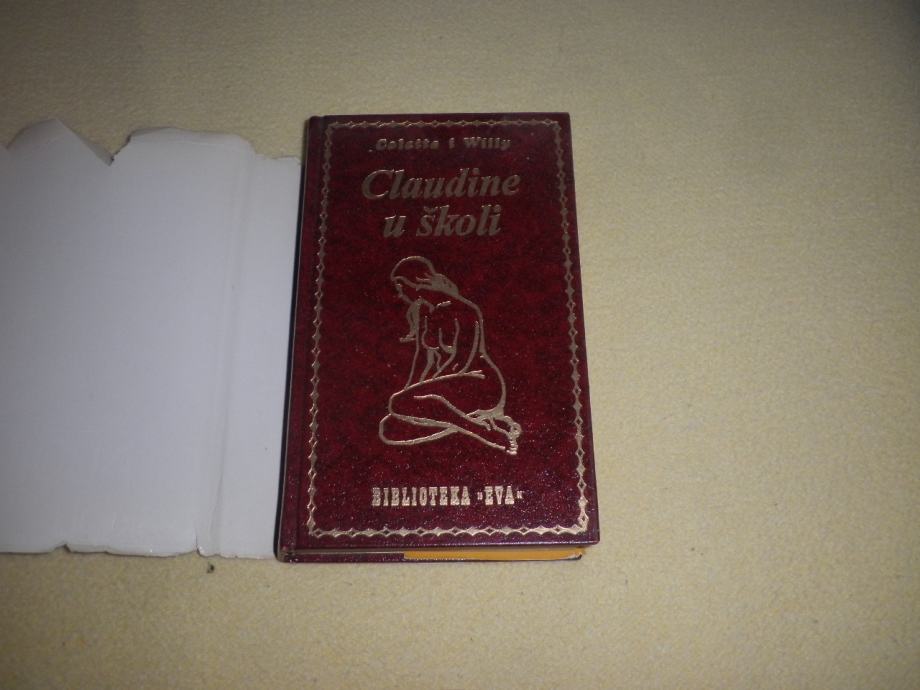 Colette i Willy
Claudine
u školi
BIBLIOTEKA »EVA«